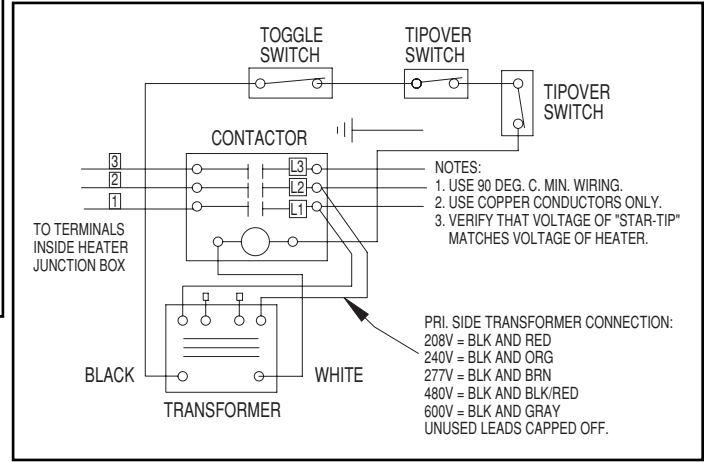 TOGGLE
SWITCH
TIPOVER
SWITCH
TIPOVER
SWITCH
CONTACTOR
3
2
1
L3
L2
L1
TO TERMINALS
INSIDE HEATER
JUNCTION BOX
NOTES:
1. USE 90 DEG. C. MIN. WIRING.
2. USE COPPER CONDUCTORS ONLY.
3. VERIFY THAT VOLTAGE OF "STAR-TIP"
MATCHES VOLTAGE OF HEATER.
PRI. SIDE TRANSFORMER CONNECTION:
208V = BLK AND RED
240V = BLK AND ORG
277V = BLK AND BRN
480V = BLK AND BLK/RED
600V = BLK AND GRAY
UNUSED LEADS CAPPED OFF.
BLACK
WHITE
TRANSFORMER